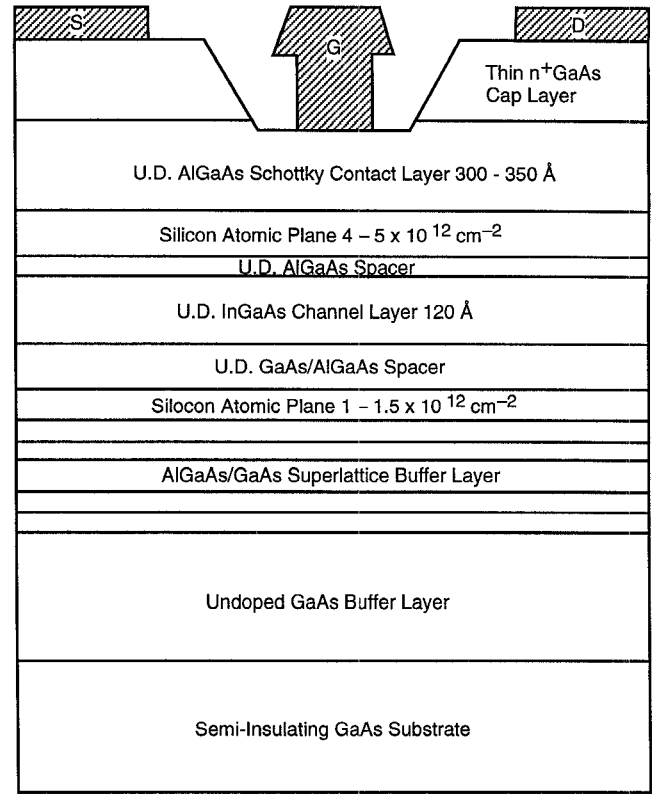 S
G
D
Thin n+GaAs
Cap Layer
U.D. AlGaAs Schottky Contact Layer 300 - 350 Å
Silicon Atomic Plane 4 – 5 x 10 12 cm–2
U.D. AlGaAs Spacer
U.D. InGaAs Channel Layer 120 Å
U.D. GaAs/AlGaAs Spacer
Silocon Atomic Plane 1 – 1.5 x 10 12 cm–2
AlGaAs/GaAs Superlattice Buffer Layer
Undoped GaAs Buffer Layer
Semi-Insulating GaAs Substrate